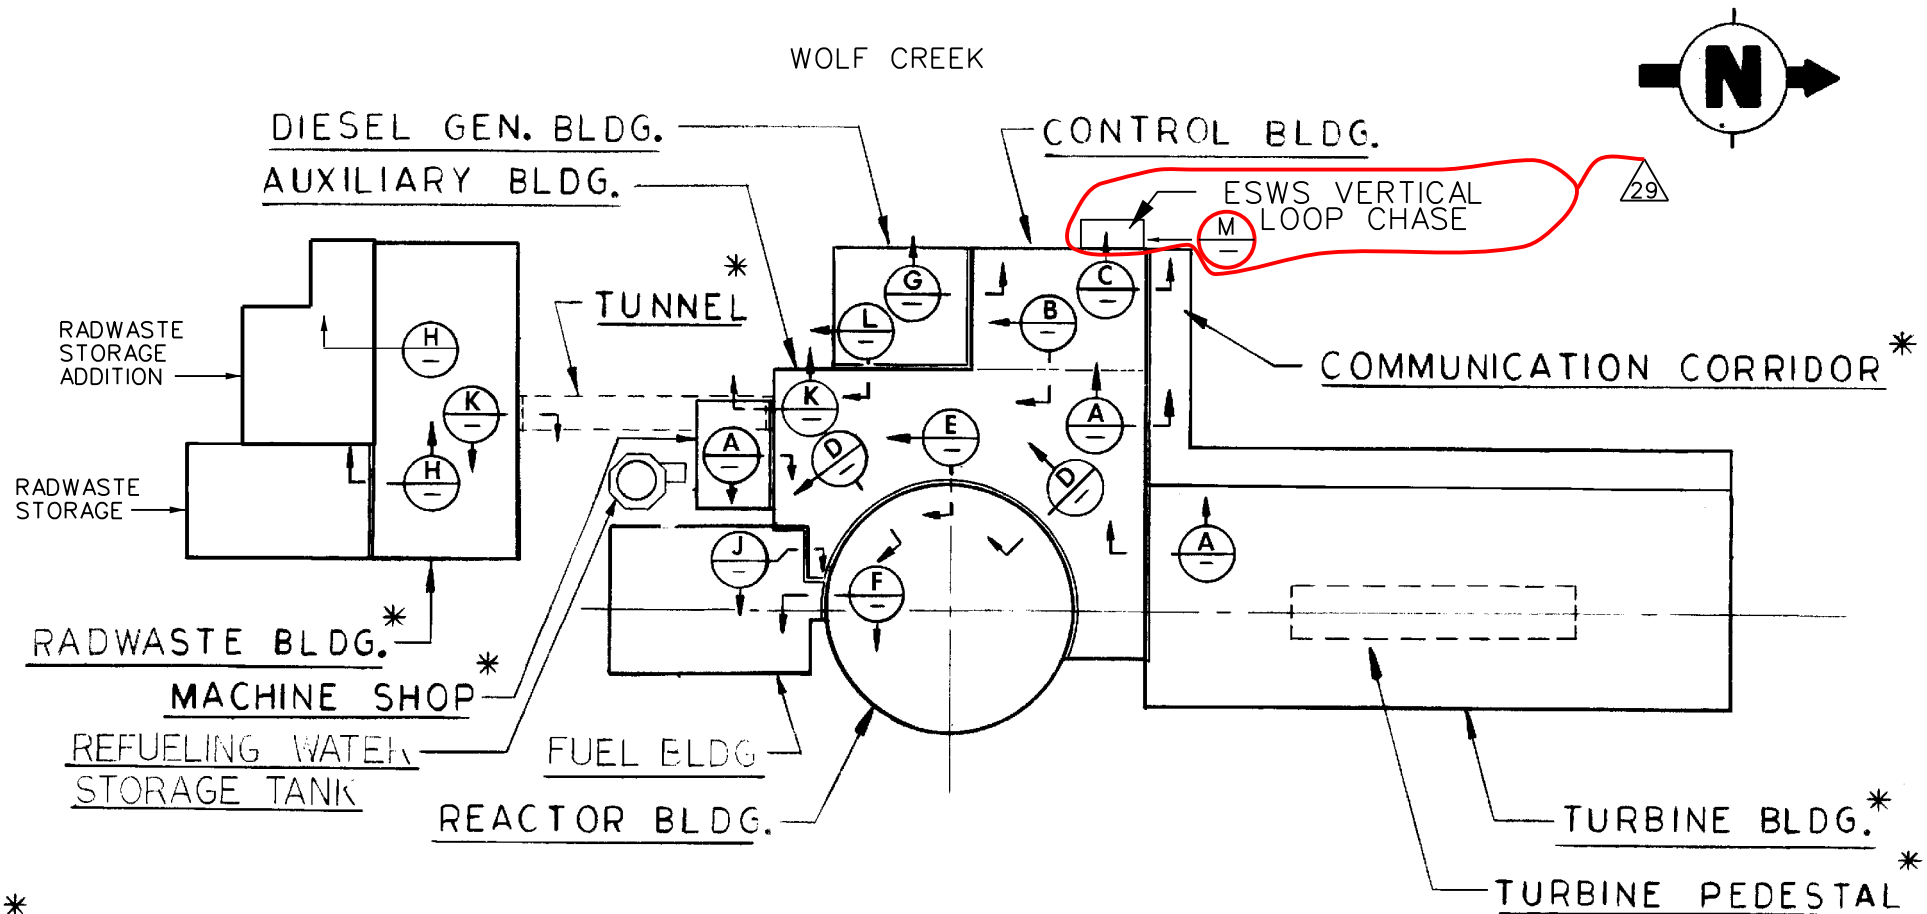 WOLF CREEK
N
DIESEL GEN. BLDG.
CONTROL BLDG.
AUXILIARY BLDG.
ESWS VERTICAL
LOOP CHASE
29
M
G
C
*
TUNNEL
L
B
RADWASTE
STORAGE
ADDITION
H
*
COMMUNICATION CORRIDOR
K
K
A
E
A
D
H
D
RADWASTE
STORAGE
J
F
A
*
RADWASTE BLDG.
*
MACHINE SHOP
REFUELING WATER
STORAGE TANK
FUEL BLDG
REACTOR BLDG.
*
TURBINE BLDG.
*
TURBINE PEDESTAL
*